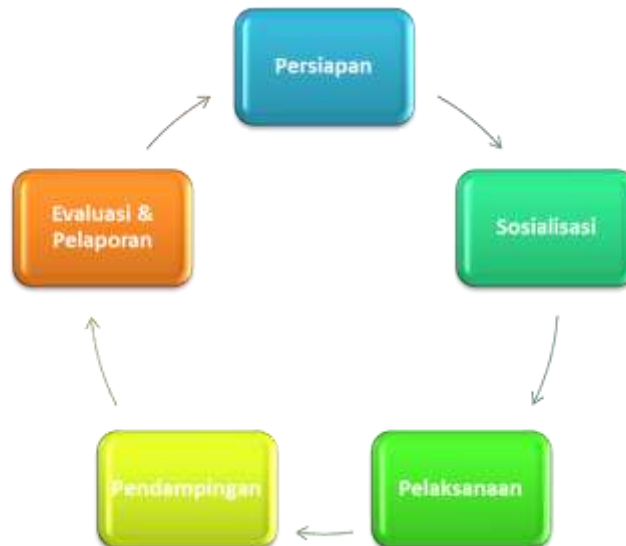 Persiapan
Sosialisasi
Pelaksanaan
Pendampingan
Evaluasi &
Pelaporan